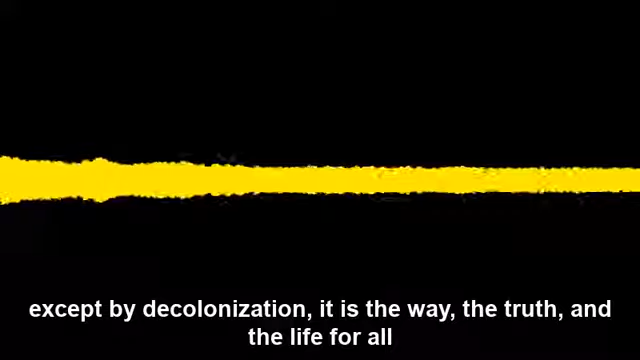 except by decolonization, it is the way, the truth, and
the life for all